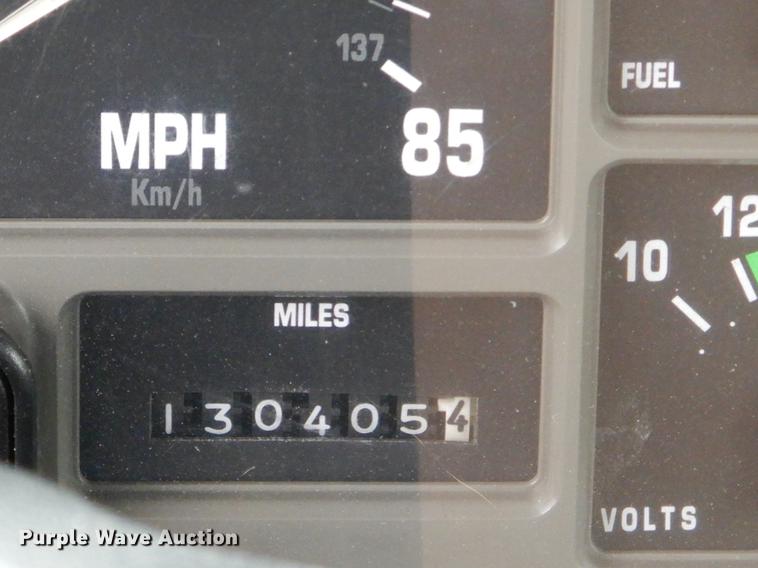 137
85
MPH
Km/h
FUEL
10
12
MILES
1304054
VOLTS
Purple Wave Auction